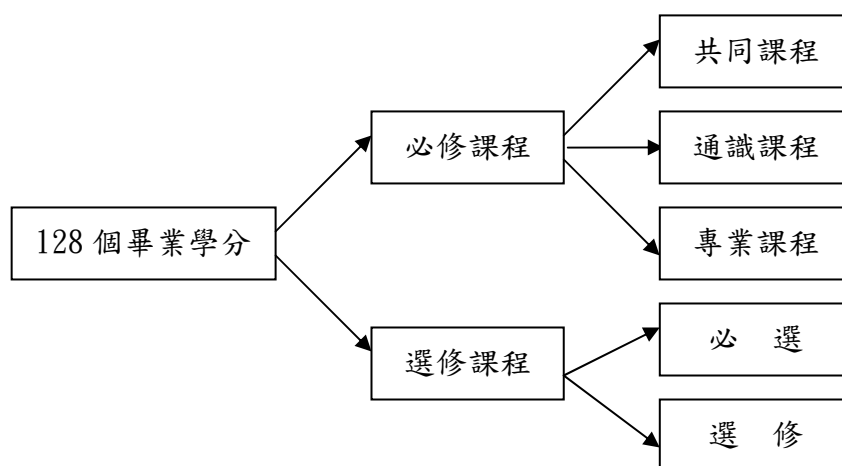 共同課程
必修課程
通識課程
128 個畢業學分
專業課程
選修課程
必 選
選 修